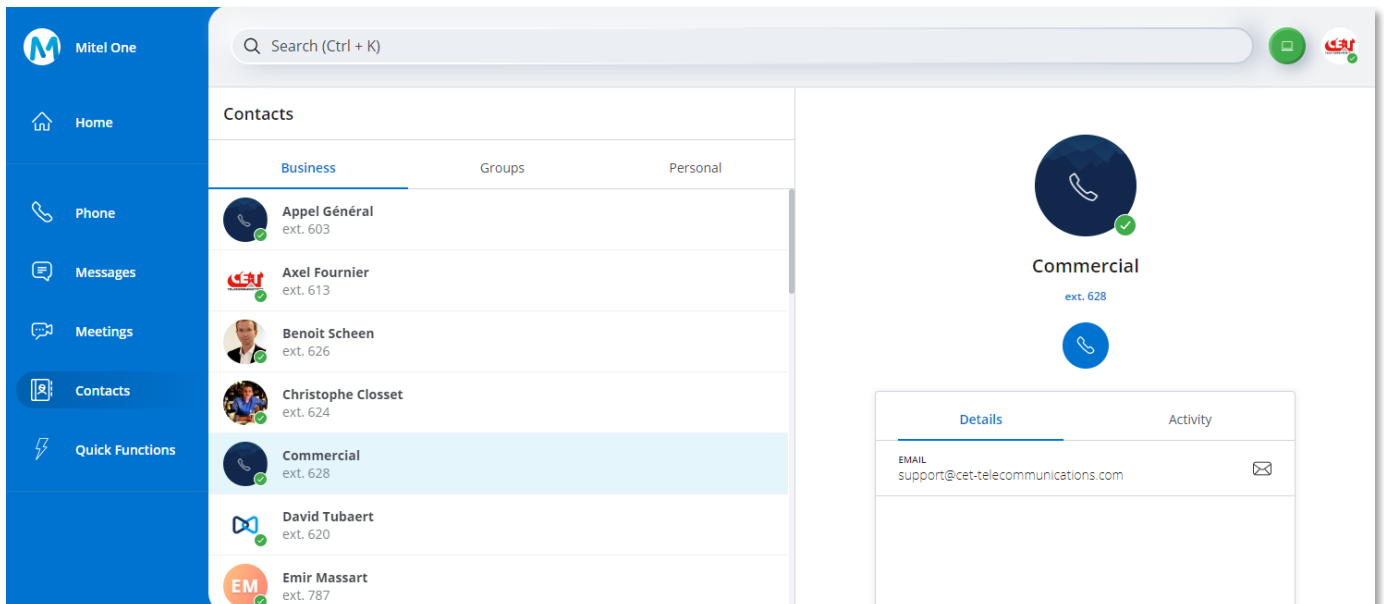 Mitel One
Search (Ctrl + K)
CET
Home
Phone
Messages
Meetings
Contacts
Quick Functions
Contacts
Business
Groups
Personal
Appel Général
ext. 603
CET
Axel Fournier
ext. 613
Benoit Scheen
ext. 626
Christophe Closset
ext. 624
Commercial
ext. 628
David Tubaert
ext. 620
EM
Emir Massart
ext. 787
Commercial
ext. 628
Details
Activity
EMAIL
support@cet-telecommunications.com